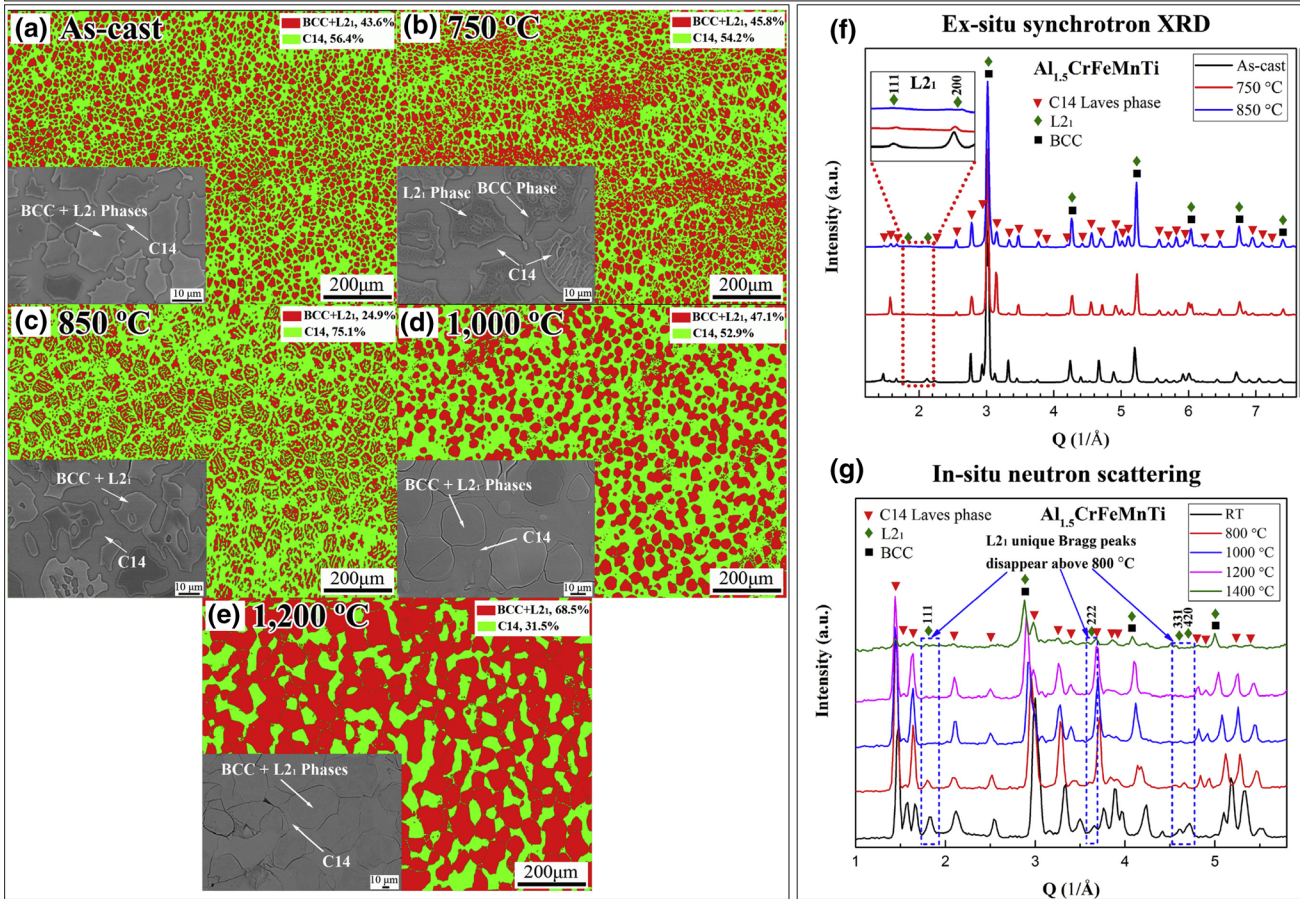 (a) As-cast
BCC+L2₁, 43.6%
C14, 56.4%
BCC + L2₁ Phases
C14
10 μm
200μm
(b) 750 ºC
BCC+L2₁, 45.8%
C14, 54.2%
L2₁ Phase
BCC Phase
C14
10 μm
200μm
(c) 850 ºC
BCC+L2₁, 24.9%
C14, 75.1%
BCC + L2₁
C14
10 μm
200μm
(d) 1,000 ºC
BCC+L2₁, 47.1%
C14, 52.9%
BCC + L2₁ Phases
C14
10 μm
200μm
(e) 1,200 ºC
BCC+L2₁, 68.5%
C14, 31.5%
BCC + L2₁ Phases
C14
10 μm
200μm
(f) Ex-situ synchrotron XRD
Al₁.₅CrFeMnTi
C14 Laves phase
L2₁
BCC
As-cast
750 °C
850 °C
L2₁
111
200
Intensity (a.u.)
2 3 4 5 6 7
Q (1/Å)
(g) In-situ neutron scattering
C14 Laves phase
L2₁
BCC
Al₁.₅CrFeMnTi
L2₁ unique Bragg peaks
disappear above 800 °C
RT
800 °C
1000 °C
1200 °C
1400 °C
111
222
331
420
Intensity (a.u.)
1 2 3 4 5
Q (1/Å)